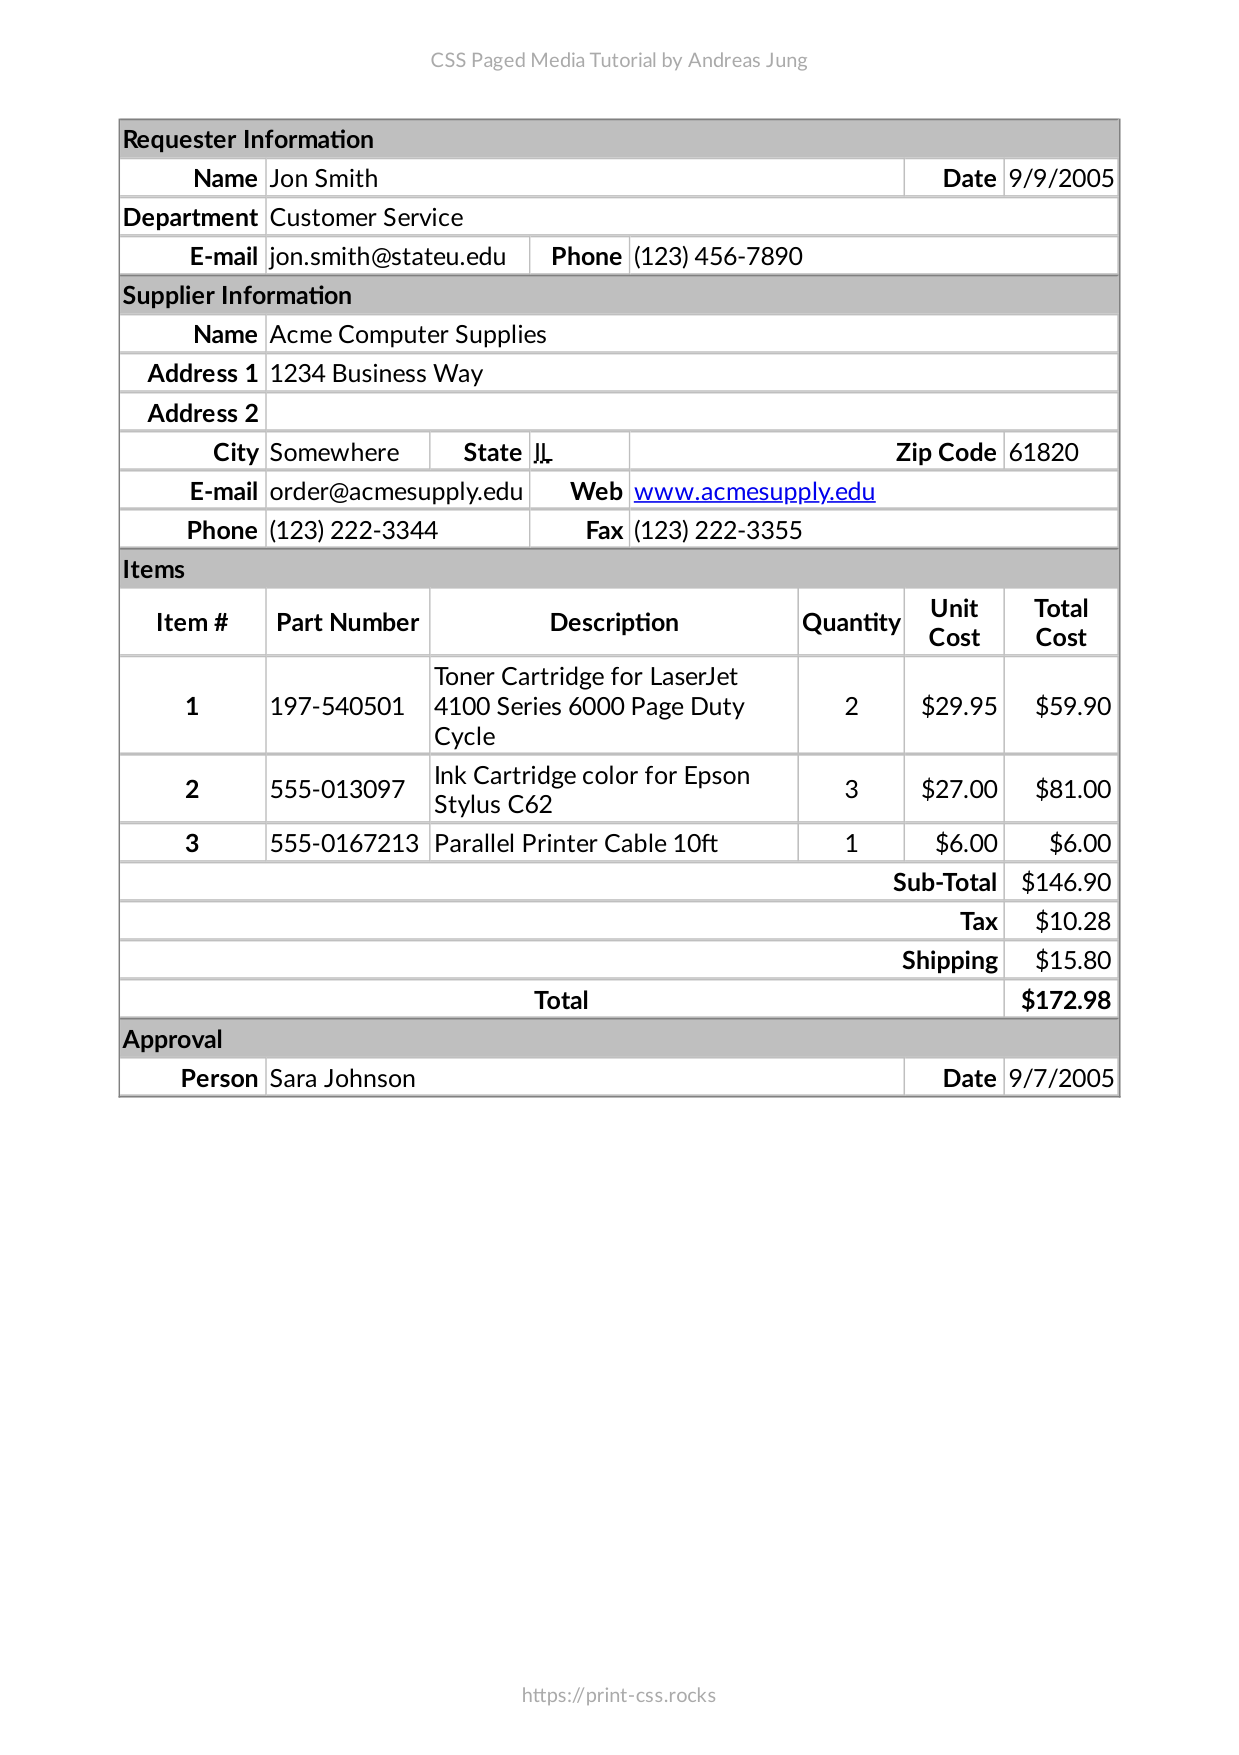 CSS Paged Media Tutorial by Andreas Jung
Requester Information
Name Jon Smith Date 9/9/2005
Department Customer Service
E-mail jon.smith@stateu.edu Phone (123) 456-7890
Supplier Information
Name Acme Computer Supplies
Address 1 1234 Business Way
Address 2
City Somewhere State IL Zip Code 61820
E-mail order@acmesupply.edu Web www.acmesupply.edu
Phone (123) 222-3344 Fax (123) 222-3355
Items
Item # Part Number Description Quantity Unit Cost Total Cost
1 197-540501 Toner Cartridge for LaserJet
4100 Series 6000 Page Duty
Cycle 2 $29.95 $59.90
2 555-013097 Ink Cartridge color for Epson
Stylus C62 3 $27.00 $81.00
3 555-0167213 Parallel Printer Cable 10ft 1 $6.00 $6.00
Sub-Total $146.90
Tax $10.28
Shipping $15.80
Total $172.98
Approval
Person Sara Johnson Date 9/7/2005
https://print-css.rocks